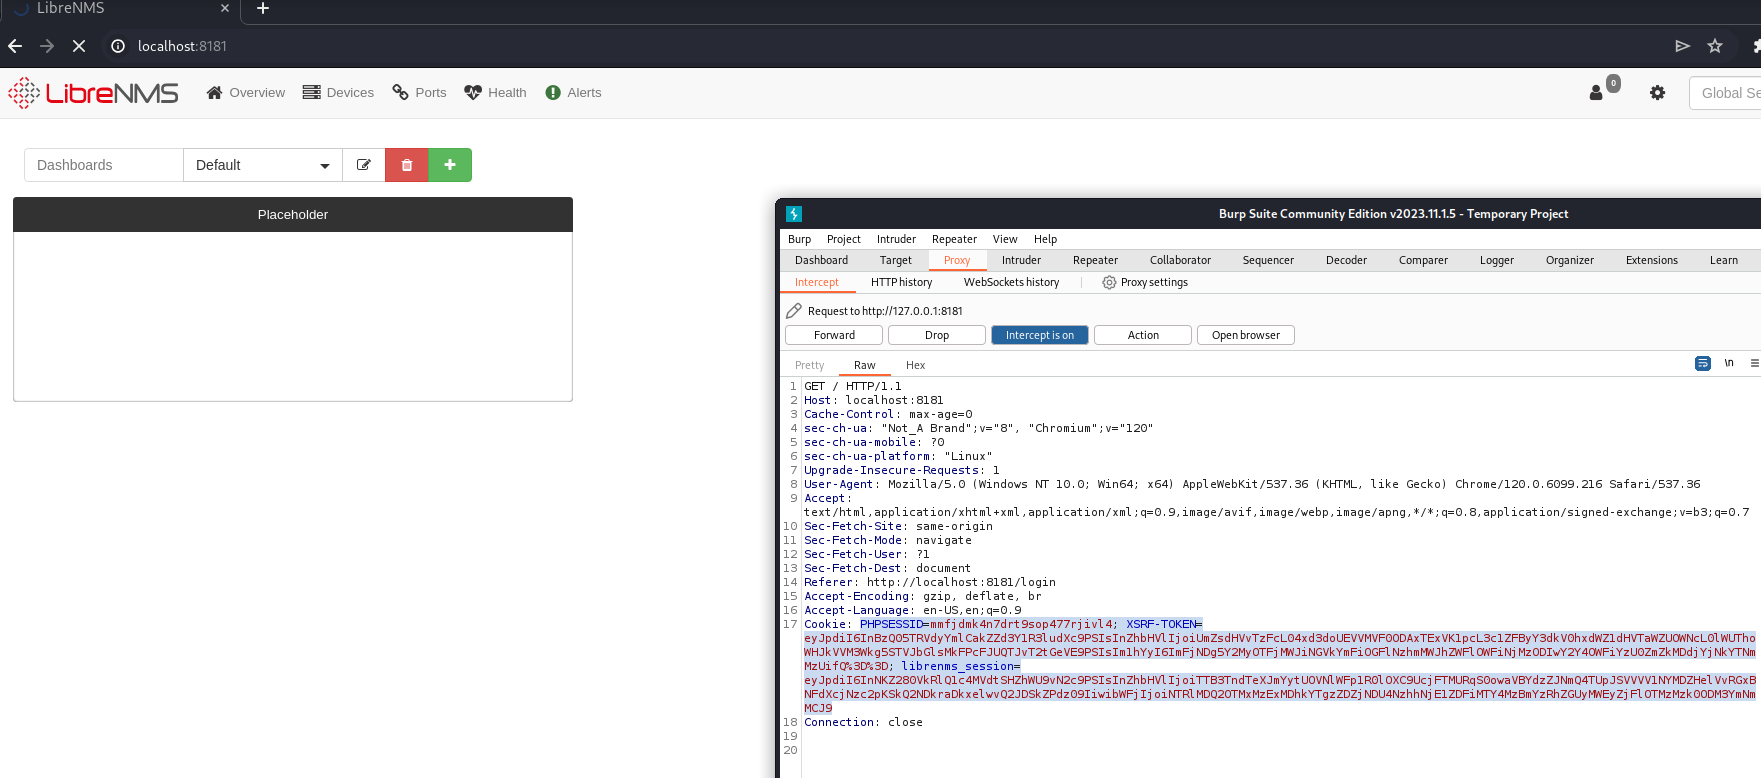 LibreNMS
localhost:8181
LibreNMS Overview Devices Ports Health Alerts 0 Global Se
Dashboards Default
Placeholder
Burp Suite Community Edition v2023.11.1.5 - Temporary Project
Burp Project Intruder Repeater View Help
Dashboard Target Proxy Intruder Repeater Collaborator Sequencer Decoder Comparer Logger Organizer Extensions Learn
Intercept HTTP history WebSockets history Proxy settings
Request to http://127.0.0.1:8181
Forward Drop Intercept is on Action Open browser
Pretty Raw Hex \n
1 GET / HTTP/1.1
2 Host: localhost:8181
3 Cache-Control: max-age=0
4 sec-ch-ua: "Not_A Brand";v="8", "Chromium";v="120"
5 sec-ch-ua-mobile: ?0
6 sec-ch-ua-platform: "Linux"
7 Upgrade-Insecure-Requests: 1
8 User-Agent: Mozilla/5.0 (Windows NT 10.0; Win64; x64) AppleWebKit/537.36 (KHTML, like Gecko) Chrome/120.0.6099.216 Safari/537.36
9 Accept:
text/html,application/xhtml+xml,application/xml;q=0.9,image/avif,image/webp,image/apng,*/*;q=0.8,application/signed-exchange;v=b3;q=0.7
10 Sec-Fetch-Site: same-origin
11 Sec-Fetch-Mode: navigate
12 Sec-Fetch-User: ?1
13 Sec-Fetch-Dest: document
14 Referer: http://localhost:8181/login
15 Accept-Encoding: gzip, deflate, br
16 Accept-Language: en-US,en;q=0.9
17 Cookie: PHPSESSID=mmfjdmk4n7drt9sop477rjivl4; XSRF-TOKEN=
MzUifQ%3D%3D; librenms_session=
MCJ9
18 Connection: close
19
20